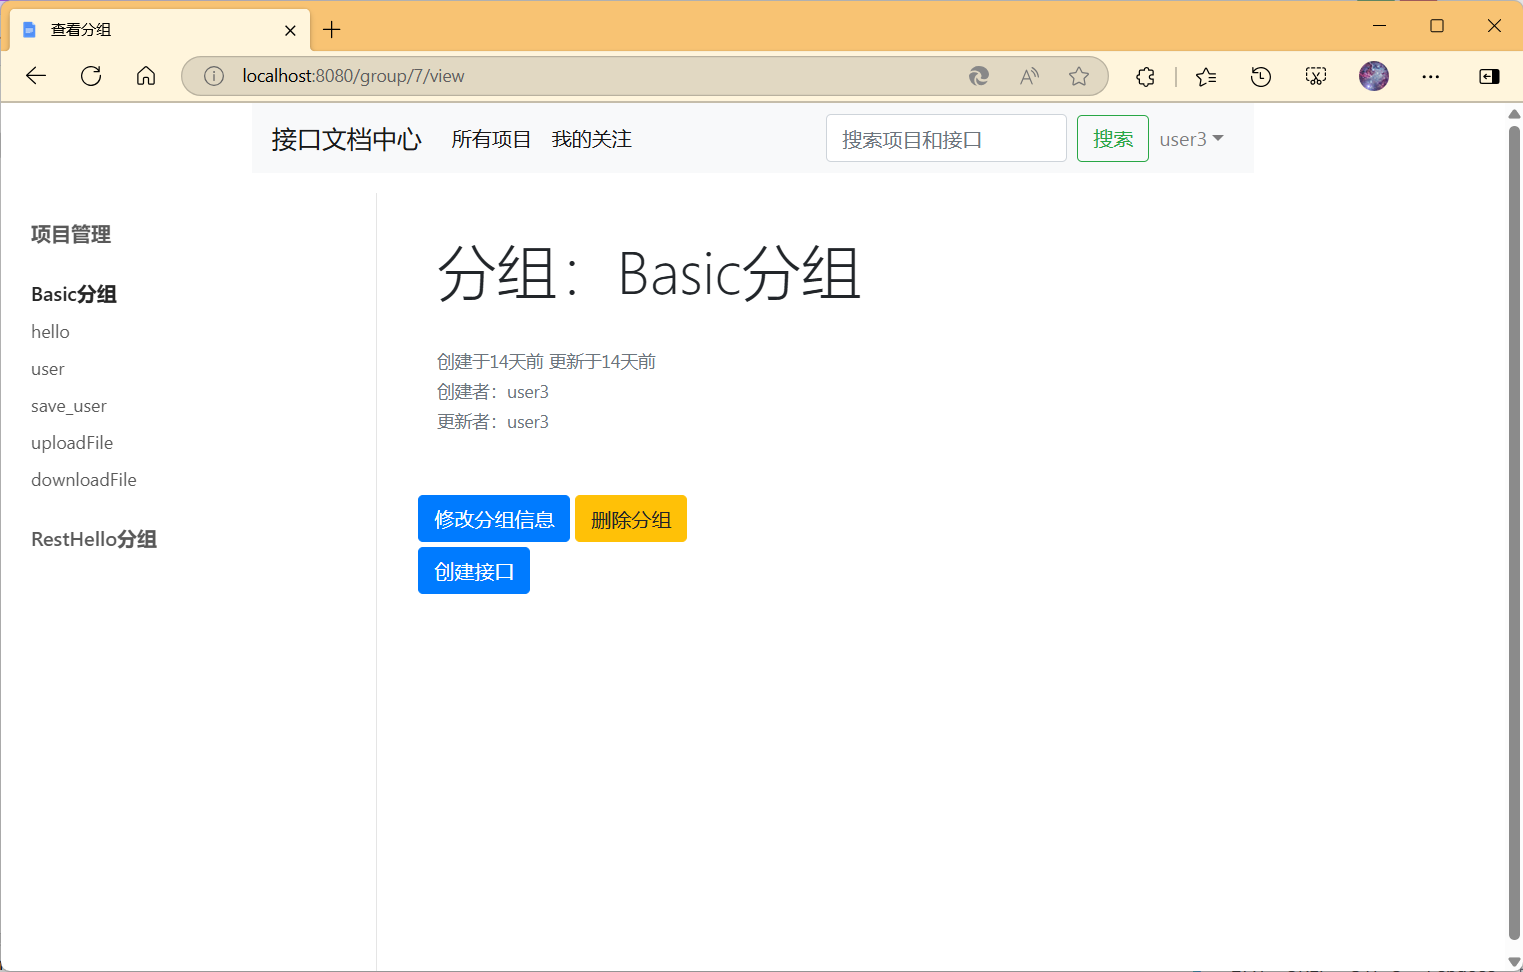 查看分组
localhost:8080/group/7/view
接口文档中心 所有项目 我的关注 搜索项目和接口 搜索 user3
项目管理
Basic分组
hello
user
save_user
uploadFile
downloadFile
RestHello分组
分组：Basic分组
创建于14天前 更新于14天前
创建者：user3
更新者：user3
修改分组信息 删除分组
创建接口